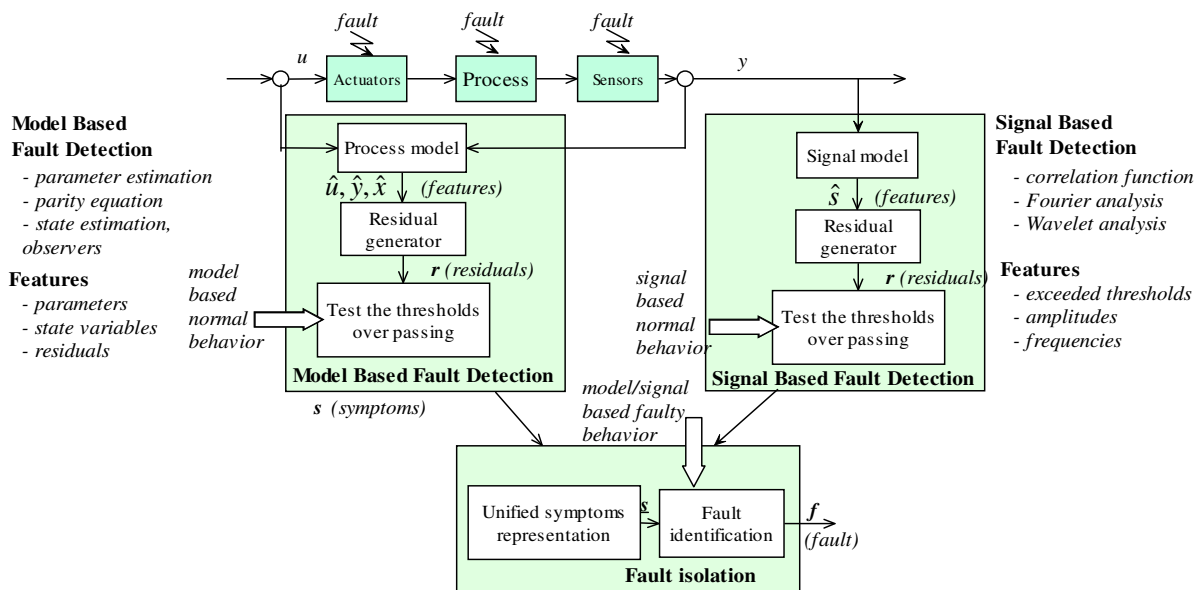 fault
fault
fault
u
Actuators
Process
Sensors
y
Model Based
Fault Detection
- parameter estimation
- parity equation
- state estimation,
observers
Features
- parameters
- state variables
- residuals
Process model
û, ŷ, x̂
(features)
Residual
generator
r (residuals)
model
based
normal
behavior
Test the thresholds
over passing
Model Based Fault Detection
s (symptoms)
Signal model
ŝ
(features)
Residual
generator
r (residuals)
signal
based
normal
behavior
Test the thresholds
over passing
Signal Based Fault Detection
Signal Based
Fault Detection
- correlation function
- Fourier analysis
- Wavelet analysis
Features
- exceeded thresholds
- amplitudes
- frequencies
model/signal
based faulty
behavior
Unified symptoms
representation
s
Fault
identification
f
(fault)
Fault isolation